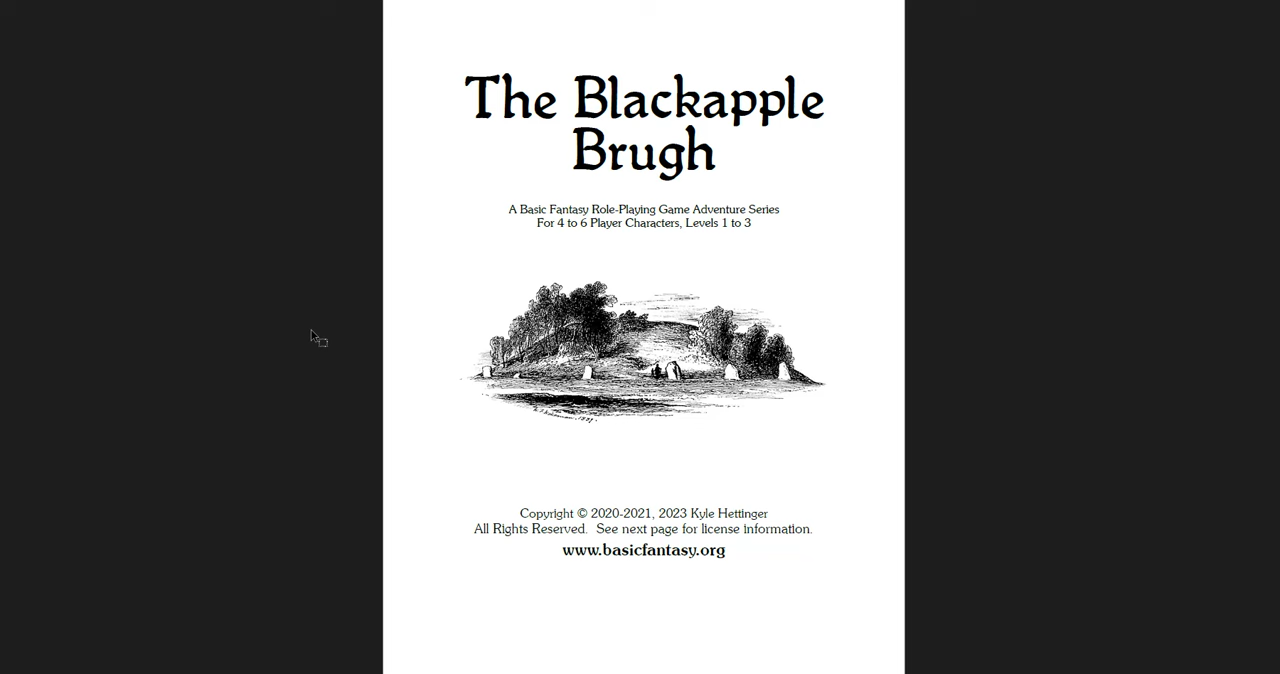 The Blackapple
Brugh
A Basic Fantasy Role-Playing Game Adventure Series
For 4 to 6 Player Characters, Levels 1 to 3
Copyright © 2020-2021, 2023 Kyle Hettinger
All Rights Reserved.  See next page for license information.
www.basicfantasy.org